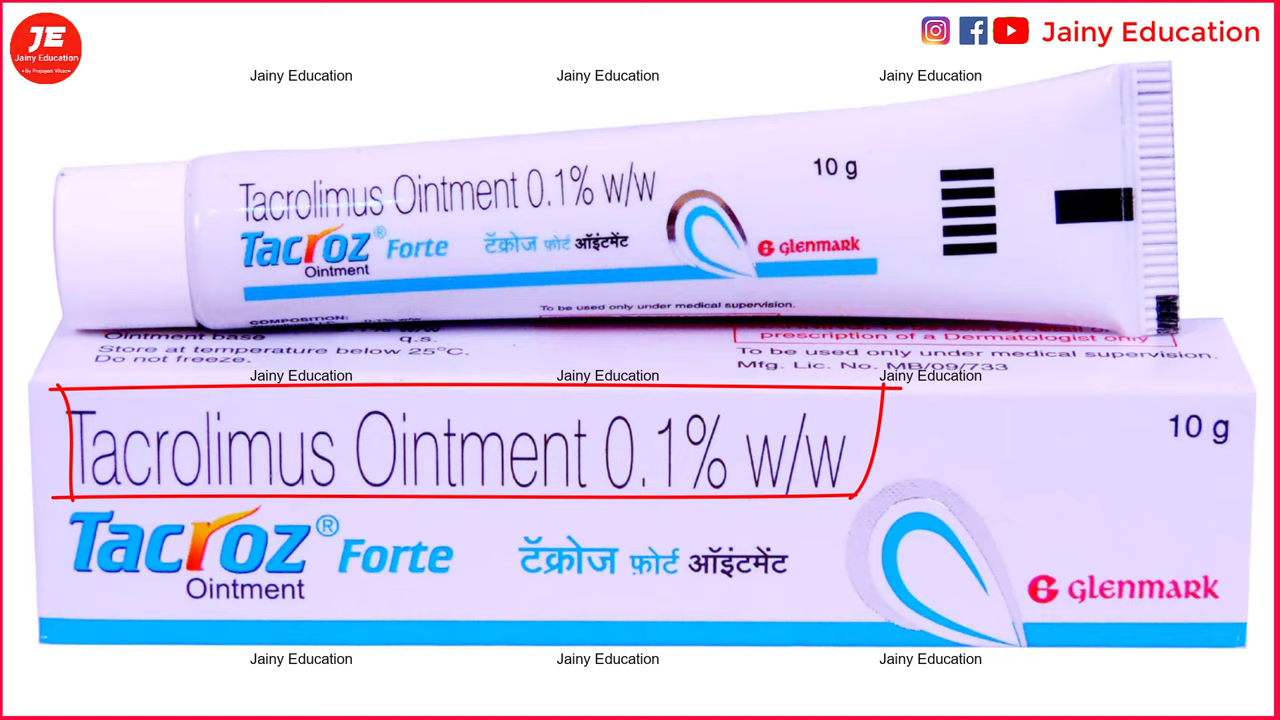 JE
Jainy Education
•By Prajapati Vikas•
Jainy Education
Jainy Education Jainy Education Jainy Education
Tacrolimus Ointment 0.1% w/w
10 g
Tacroz® Forte टॅक्रोज फोर्ट ऑइंटमेंट
Ointment
Glenmark
To be used only under medical supervision.
COMPOSITION:
Ointment base q.s.
Store at temperature below 25°C.
Do not freeze.
prescription of a Dermatologist only
To be used only under medical supervision.
Mfg. Lic. No. MB/09/733
Jainy Education Jainy Education Jainy Education
Tacrolimus Ointment 0.1% w/w
10 g
Tacroz® Forte टॅक्रोज फ़ोर्ट ऑइंटमेंट
Ointment
Glenmark
Jainy Education Jainy Education Jainy Education